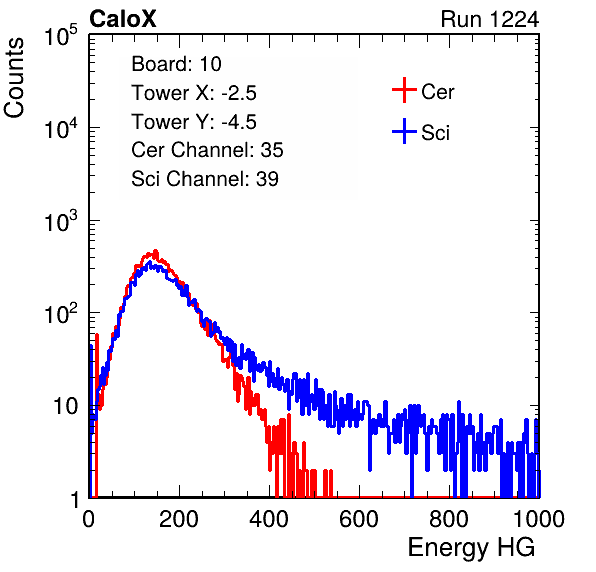 CaloX Run 1224
Counts
Board: 10
Tower X: -2.5
Tower Y: -4.5
Cer Channel: 35
Sci Channel: 39
Cer
Sci
10^5
10^4
10^3
10^2
10
1
0 200 400 600 800 1000
Energy HG